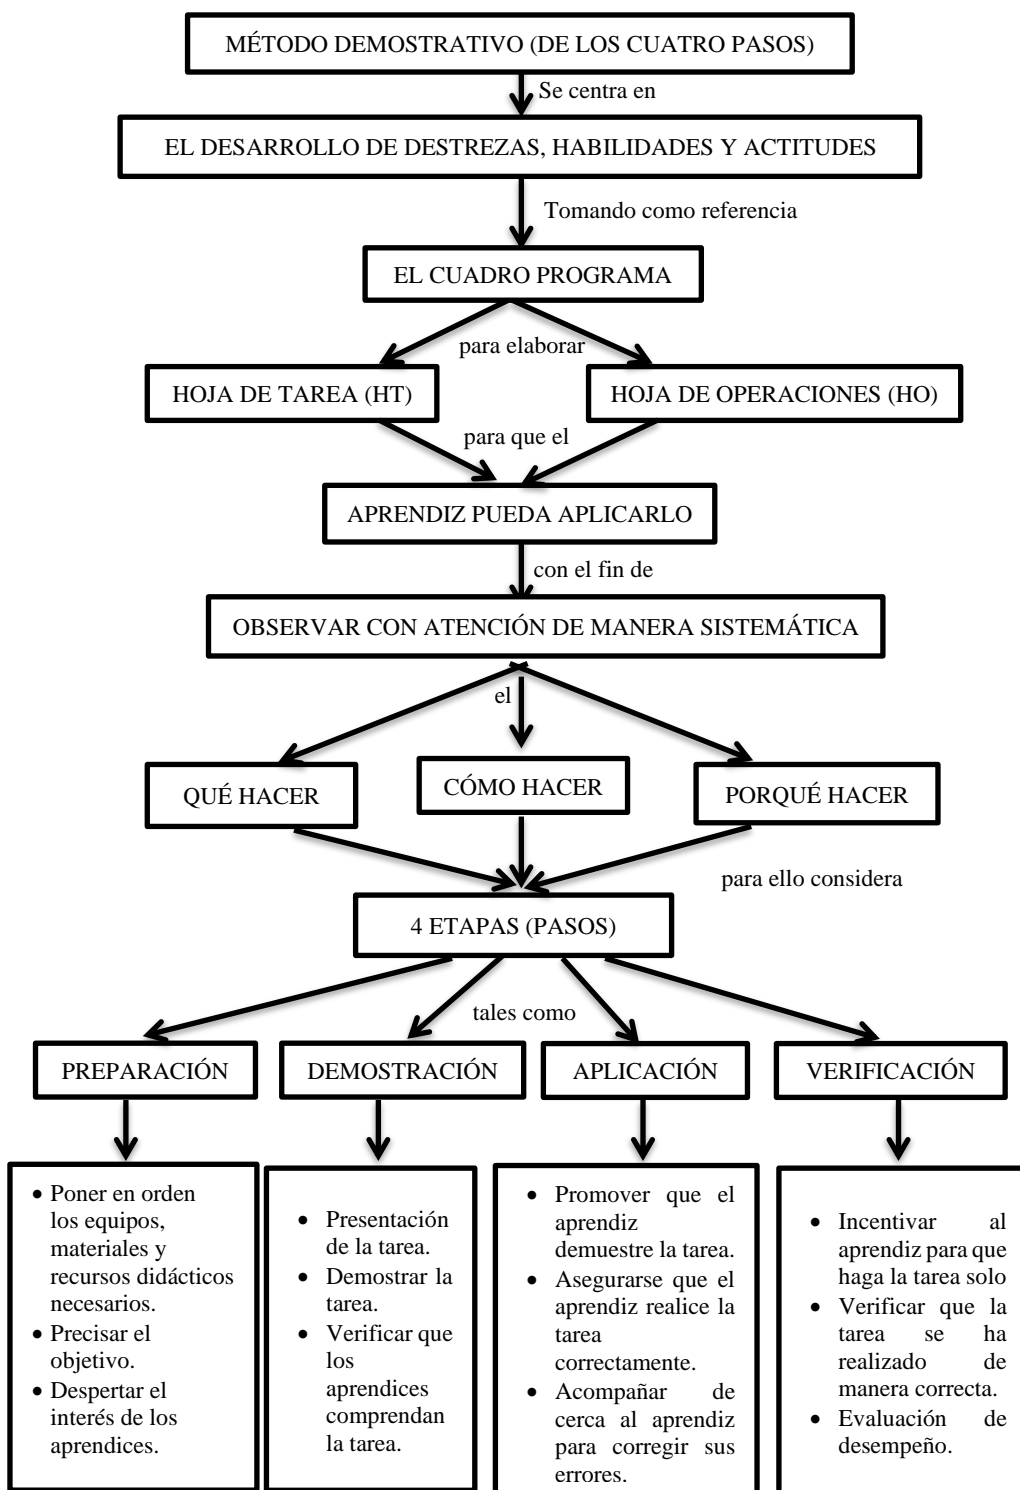 MÉTODO DEMOSTRATIVO (DE LOS CUATRO PASOS)
Se centra en
EL DESARROLLO DE DESTREZAS, HABILIDADES Y ACTITUDES
Tomando como referencia
EL CUADRO PROGRAMA
para elaborar
HOJA DE TAREA (HT)
HOJA DE OPERACIONES (HO)
para que el
APRENDIZ PUEDA APLICARLO
con el fin de
OBSERVAR CON ATENCIÓN DE MANERA SISTEMÁTICA
el
QUÉ HACER
CÓMO HACER
PORQUÉ HACER
para ello considera
4 ETAPAS (PASOS)
tales como
PREPARACIÓN
DEMOSTRACIÓN
APLICACIÓN
VERIFICACIÓN
• Poner en orden
los equipos,
materiales y
recursos didácticos
necesarios.
• Precisar el
objetivo.
• Despertar el
interés de los
aprendices.
• Presentación
de la tarea.
• Demostrar la
tarea.
• Verificar que
los
aprendices
comprendan
la tarea.
• Promover que el
aprendiz
demuestre la tarea.
• Asegurarse que el
aprendiz realice la
tarea
correctamente.
• Acompañar de
cerca al aprendiz
para corregir sus
errores.
• Incentivar al
aprendiz para que
haga la tarea solo
• Verificar que la
tarea se ha
realizado de
manera correcta.
• Evaluación de
desempeño.